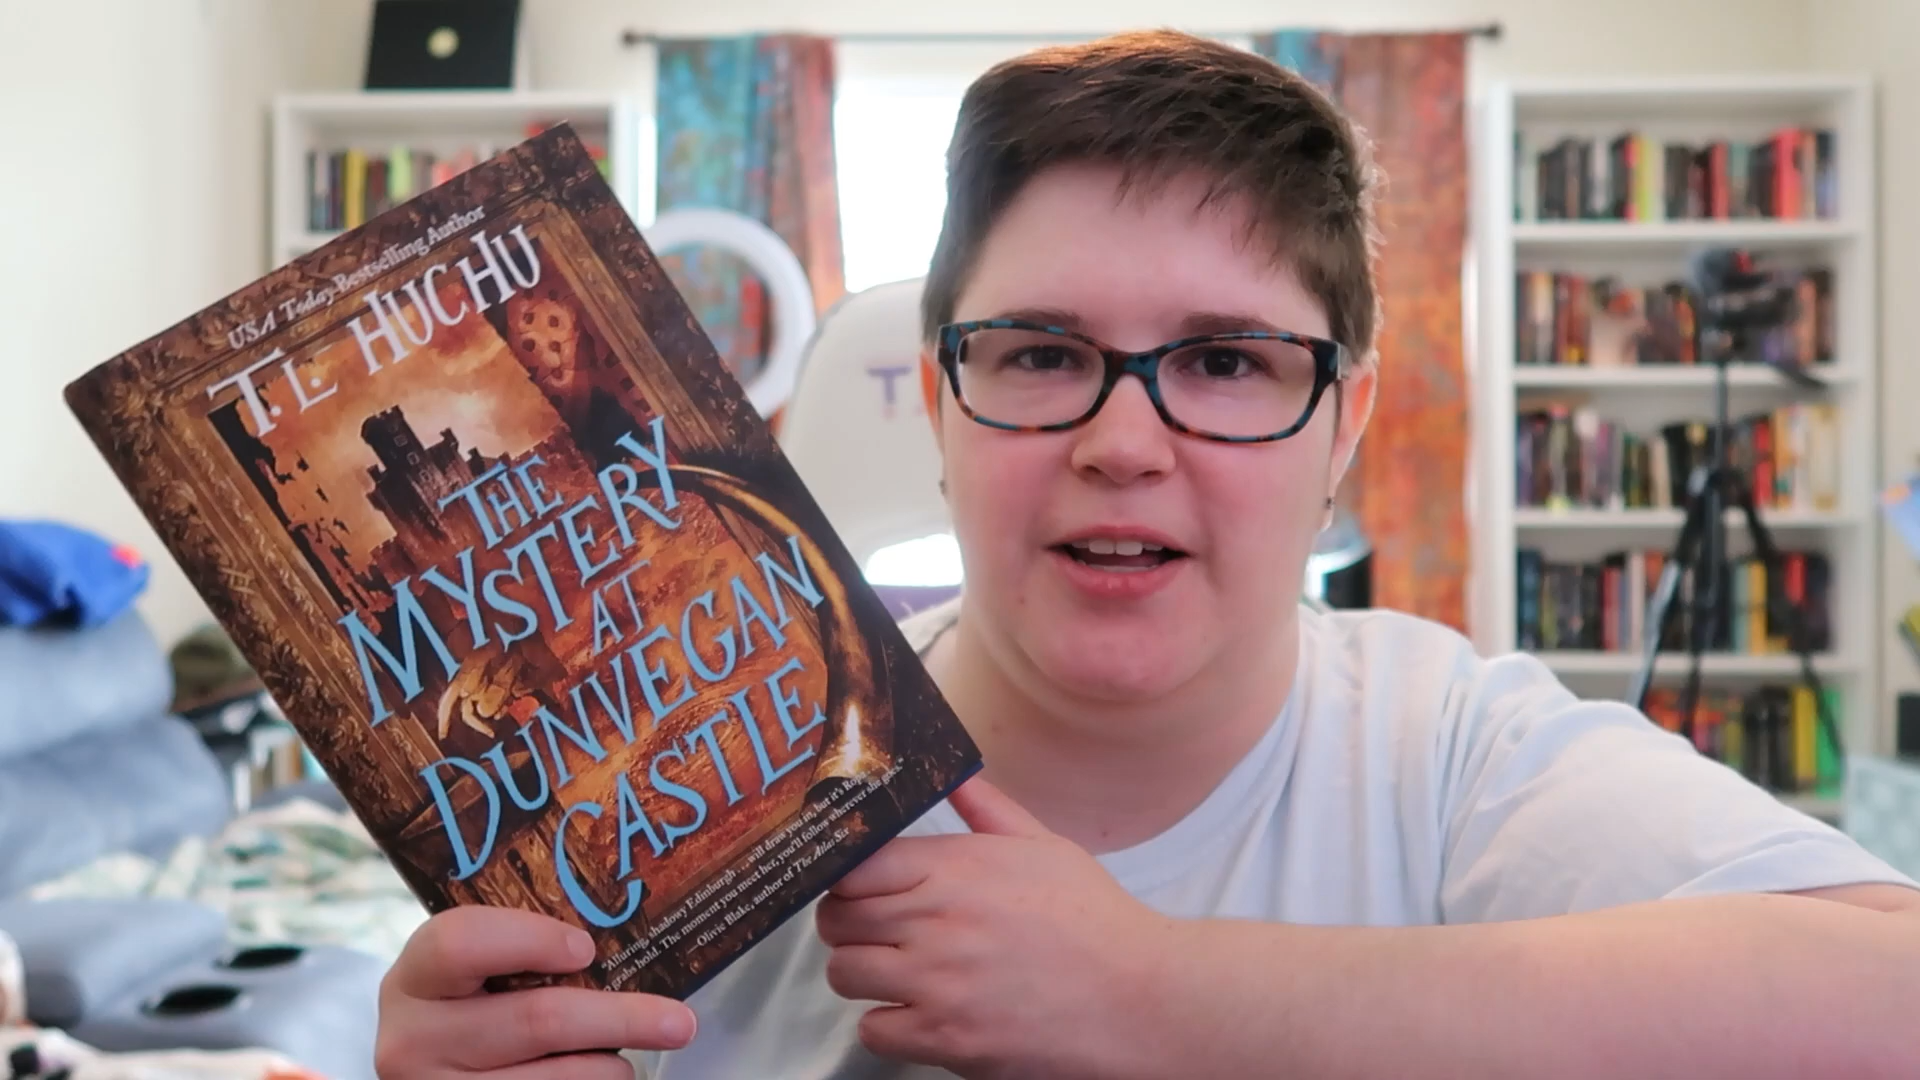 USA Today Bestselling Author
T. L. HUCHU
THE
MYSTERY
AT
DUNVEGAN
CASTLE
"Alluring, shadowy Edinburgh . . . will draw you in, but it's Ropa
grabs hold. The moment you meet her, you'll follow wherever she goes."
—Olivie Blake, author of The Atlas Six